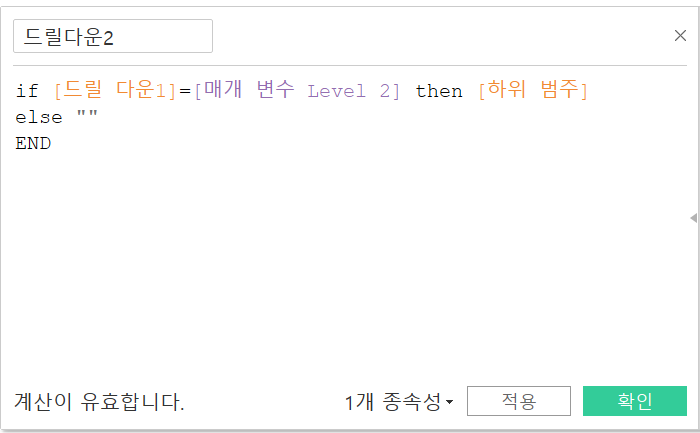 드릴다운2
if [드릴 다운1]=[매개 변수 Level 2] then [하위 범주]
else ""
END
계산이 유효합니다. 1개 종속성 적용 확인